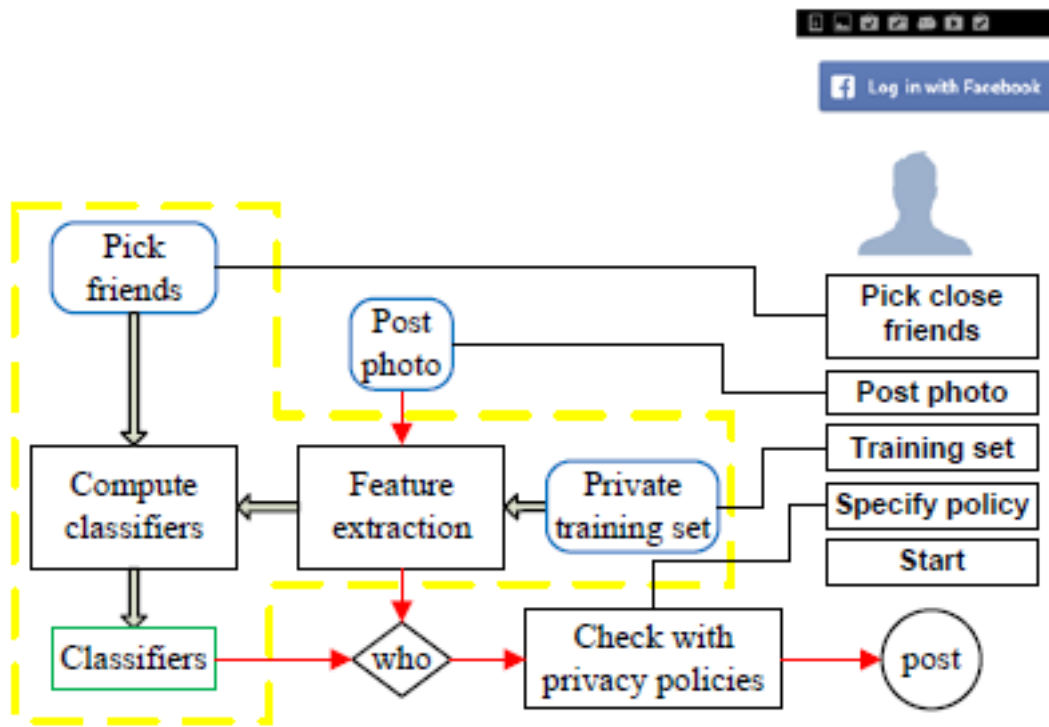 Log in with Facebook
Pick
friends
Post
photo
Pick close
friends
Post photo
Training set
Specify policy
Start
Compute
classifiers
Feature
extraction
Private
training set
Classifiers
who
Check with
privacy policies
post